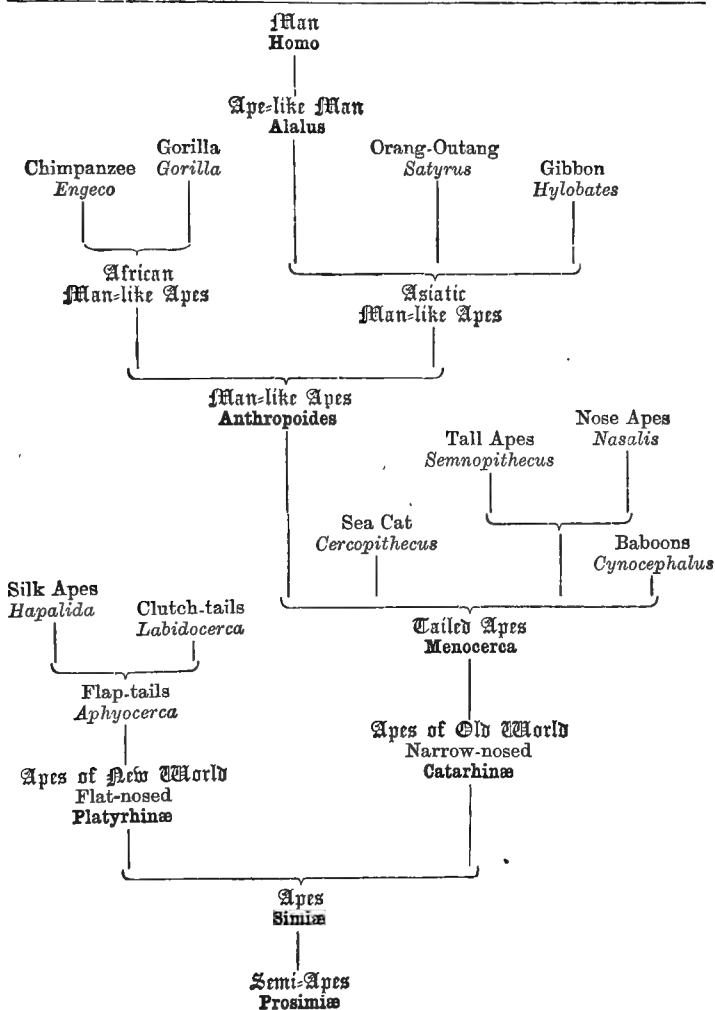 Man
Homo
Ape-like Man
Alalus
Chimpanzee
Engeco
Gorilla
Gorilla
Orang-Outang
Satyrus
Gibbon
Hylobates
African
Man-like Apes
Asiatic
Man-like Apes
Man-like Apes
Anthropoides
Tall Apes
Semnopithecus
Nose Apes
Nasalis
Sea Cat
Cercopithecus
Baboons
Cynocephalus
Silk Apes
Hapalida
Clutch-tails
Labidocerca
Tailed Apes
Menocerca
Flap-tails
Aphyocerca
Apes of Old World
Narrow-nosed
Catarhinæ
Apes of New World
Flat-nosed
Platyrhinæ
Apes
Simiæ
Semi-Apes
Prosimiæ